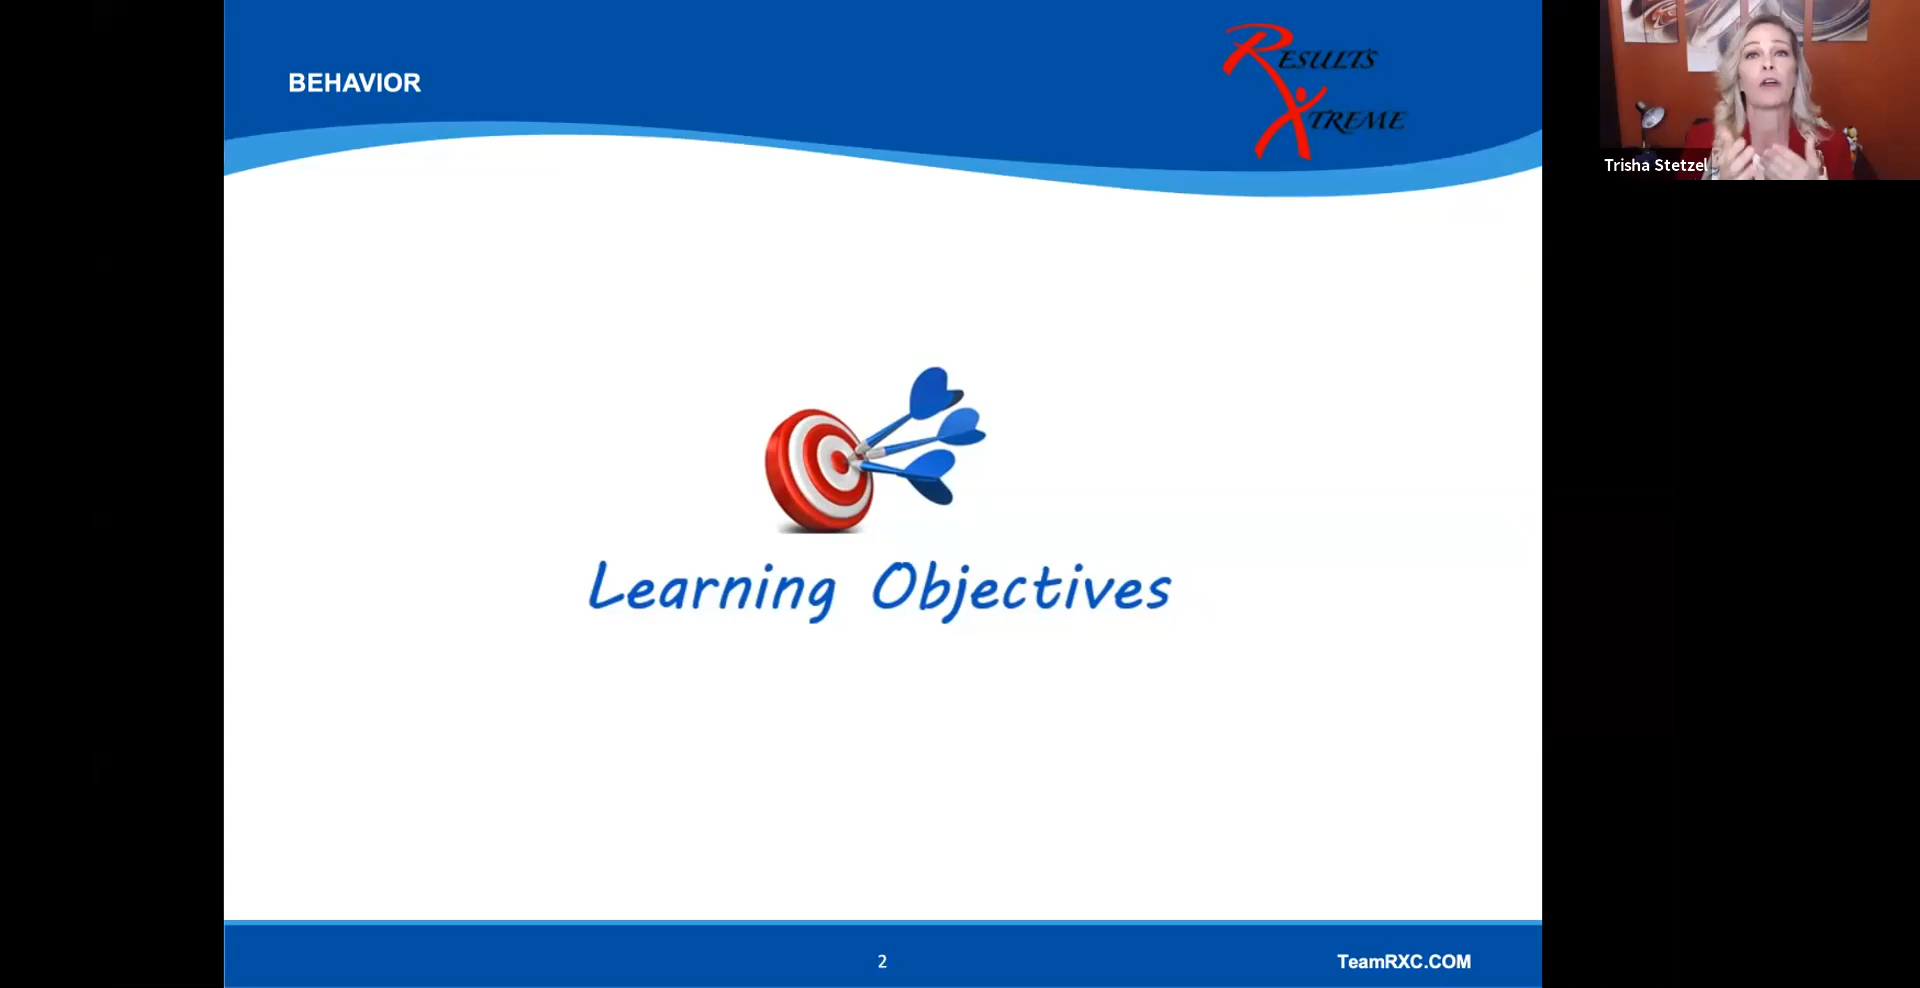 BEHAVIOR
RESULTS
XTREME
Trisha Stetzel
Learning Objectives
2
TeamRXC.COM